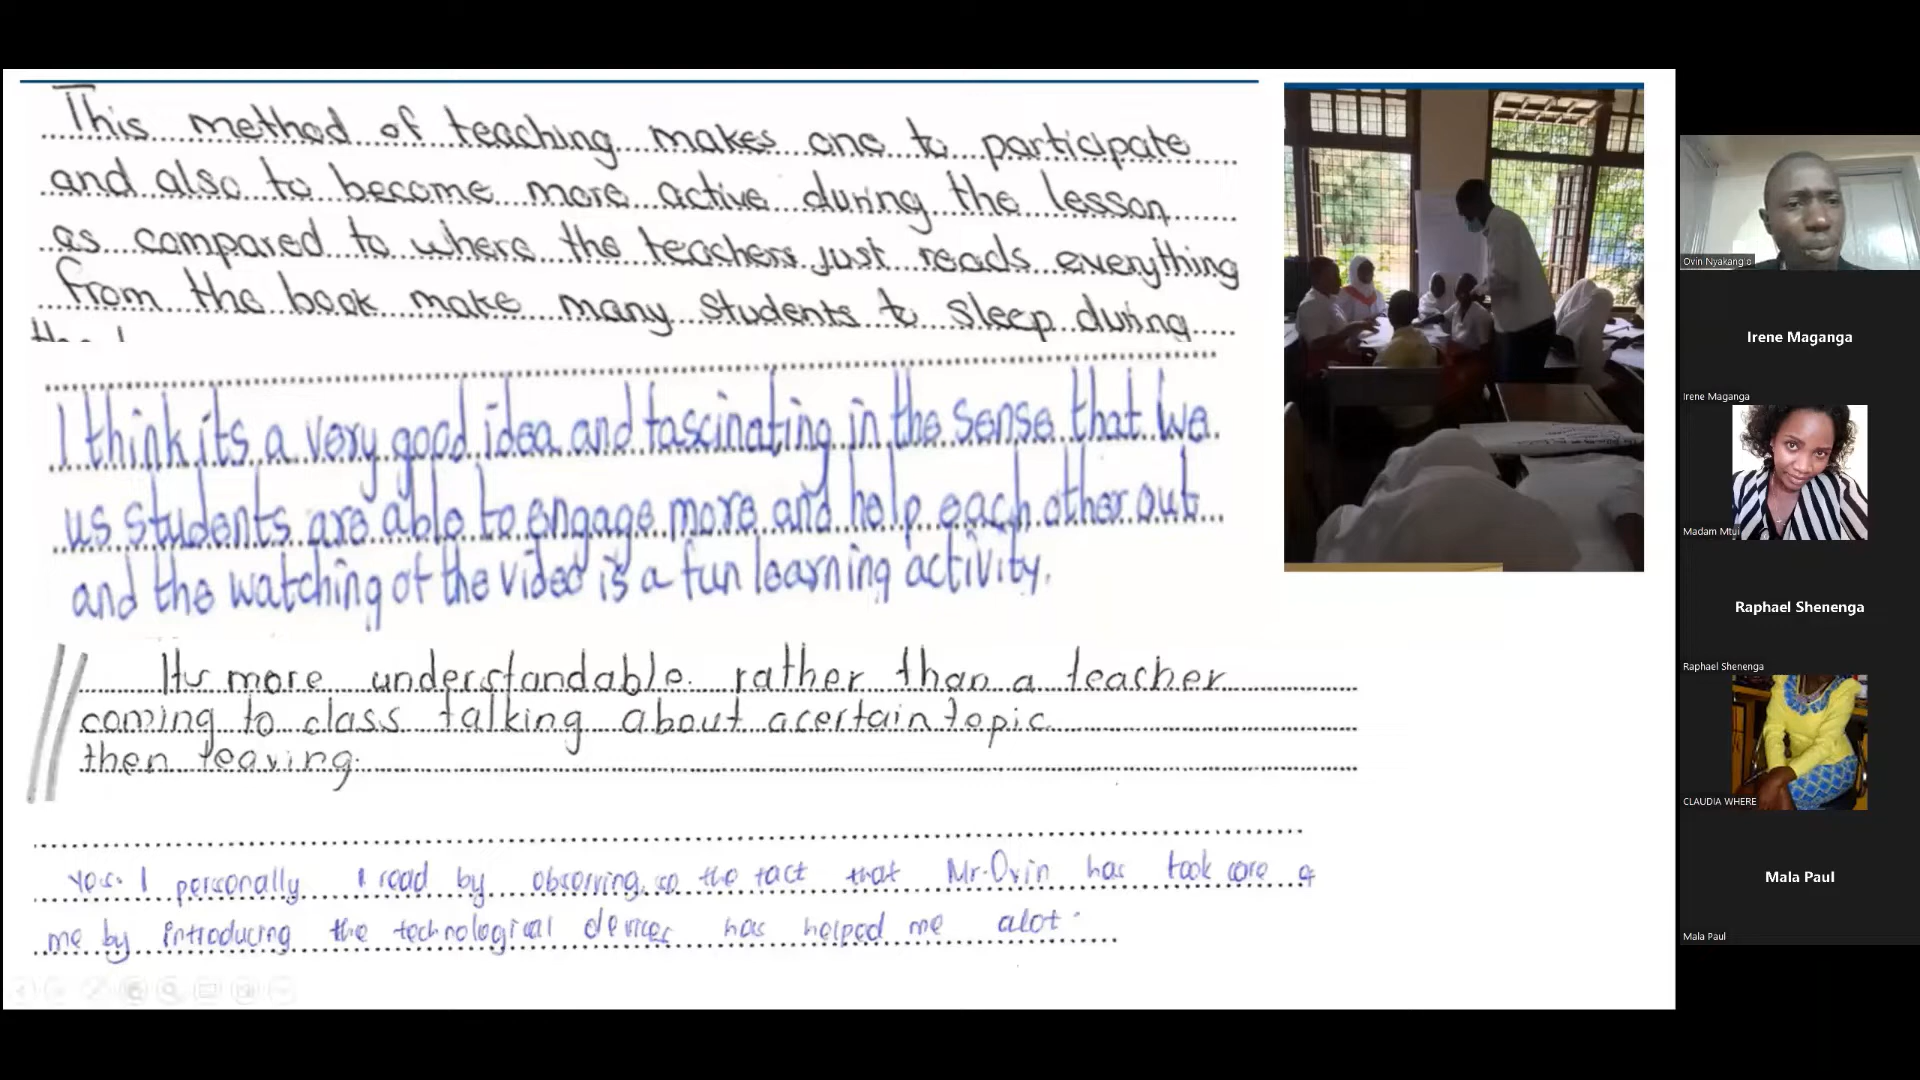 This method of teaching makes one to participate
and also to become more active during the lesson
as compared to where the teachers just reads everything
from the book make many students to sleep during
I think its a very good idea and fascinating in the sense that we
us students are able to engage more and help each other out
and the watching of the video is a fun learning activity.
Its more understandable rather than a teacher
coming to class talking about a certain topic
then leaving.
yes. I personally I read by observing, so the fact that Mr. Ovin has took care of
me by introducing the technological devices has helped me alot.
Ovin Nyakang'o
Irene Maganga
Irene Maganga
Madam Mtui
Raphael Shenenga
Raphael Shenenga
CLAUDIA WHERE
Mala Paul
Mala Paul